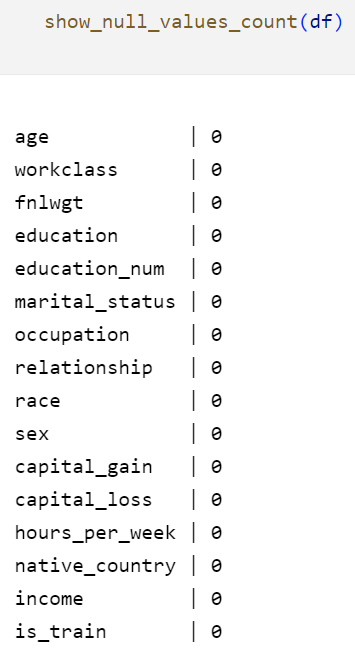 show_null_values_count(df)
age | 0
workclass | 0
fnlwgt | 0
education | 0
education_num | 0
marital_status | 0
occupation | 0
relationship | 0
race | 0
sex | 0
capital_gain | 0
capital_loss | 0
hours_per_week | 0
native_country | 0
income | 0
is_train | 0